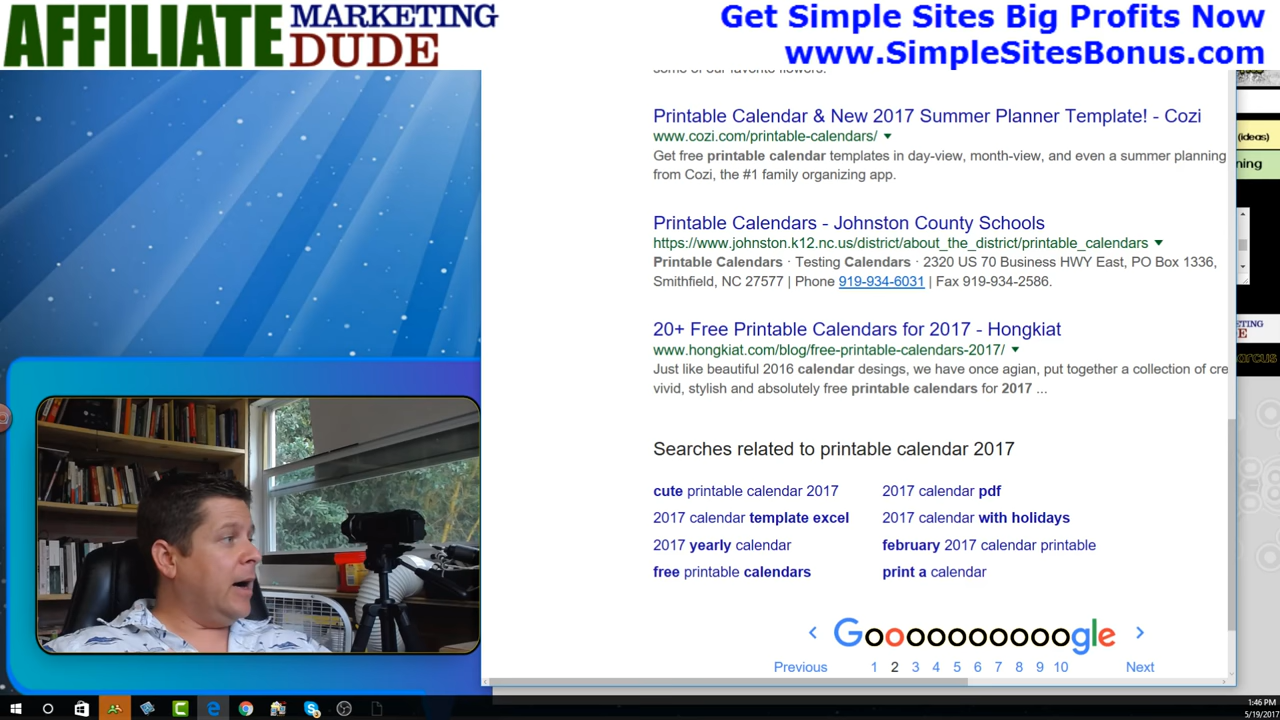 AFFILIATE MARKETING DUDE
Get Simple Sites Big Profits Now
www.SimpleSitesBonus.com
some of our favorite flowers.
Printable Calendar & New 2017 Summer Planner Template! - Cozi
www.cozi.com/printable-calendars/
Get free printable calendar templates in day-view, month-view, and even a summer planning
from Cozi, the #1 family organizing app.
(ideas)
ning
Printable Calendars - Johnston County Schools
https://www.johnston.k12.nc.us/district/about_the_district/printable_calendars
Printable Calendars · Testing Calendars · 2320 US 70 Business HWY East, PO Box 1336,
Smithfield, NC 27577 | Phone 919-934-6031 | Fax 919-934-2586.
20+ Free Printable Calendars for 2017 - Hongkiat
www.hongkiat.com/blog/free-printable-calendars-2017/
Just like beautiful 2016 calendar desings, we have once agian, put together a collection of cre
vivid, stylish and absolutely free printable calendars for 2017 ...
ETING
E
arcus
Searches related to printable calendar 2017
cute printable calendar 2017
2017 calendar pdf
2017 calendar template excel
2017 calendar with holidays
2017 yearly calendar
february 2017 calendar printable
free printable calendars
print a calendar
Goooooooooogle
Previous 1 2 3 4 5 6 7 8 9 10 Next
1:46 PM
5/19/2017